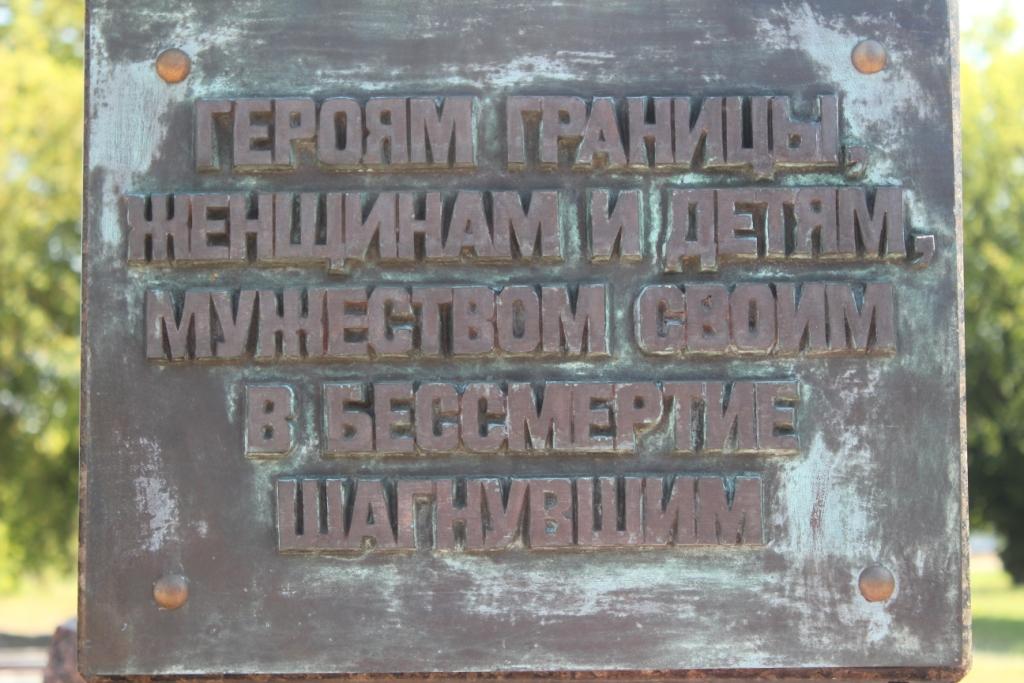 ГЕРОЯМ ГРАНИЦЫ,
ЖЕНЩИНАМ И ДЕТЯМ,
МУЖЕСТВОМ СВОИМ
В БЕССМЕРТИЕ
ШАГНУВШИМ